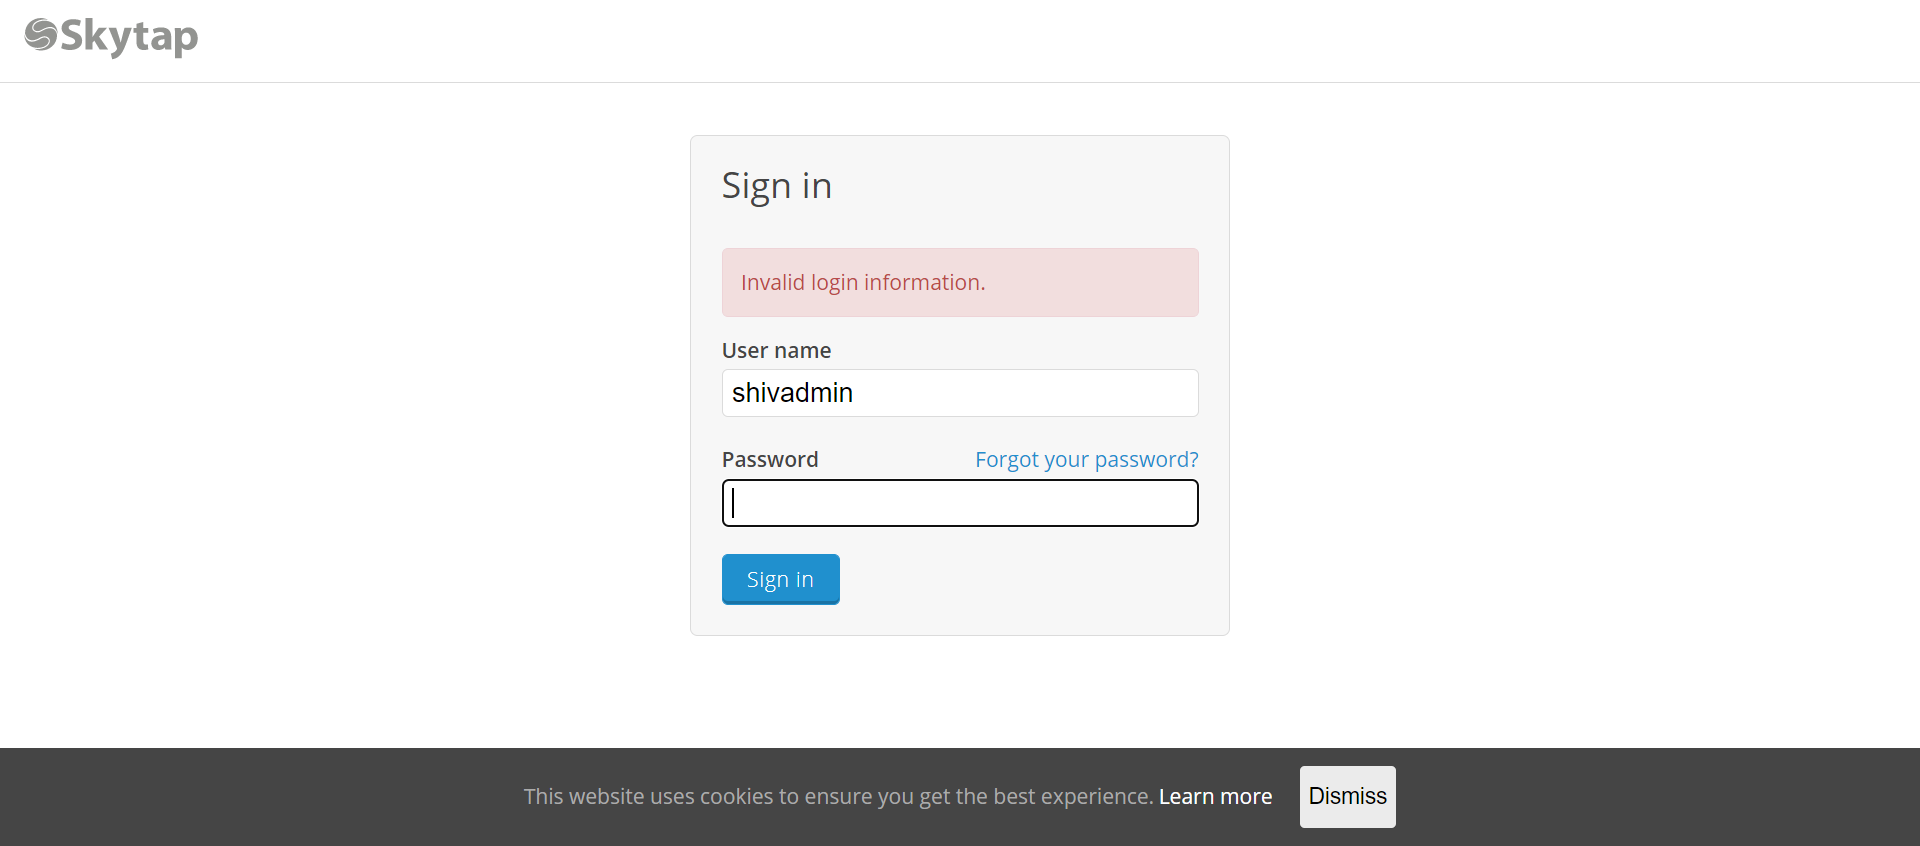 Skytap
Sign in
Invalid login information.
User name
shivadmin
Password Forgot your password?
Sign in
This website uses cookies to ensure you get the best experience. Learn more Dismiss